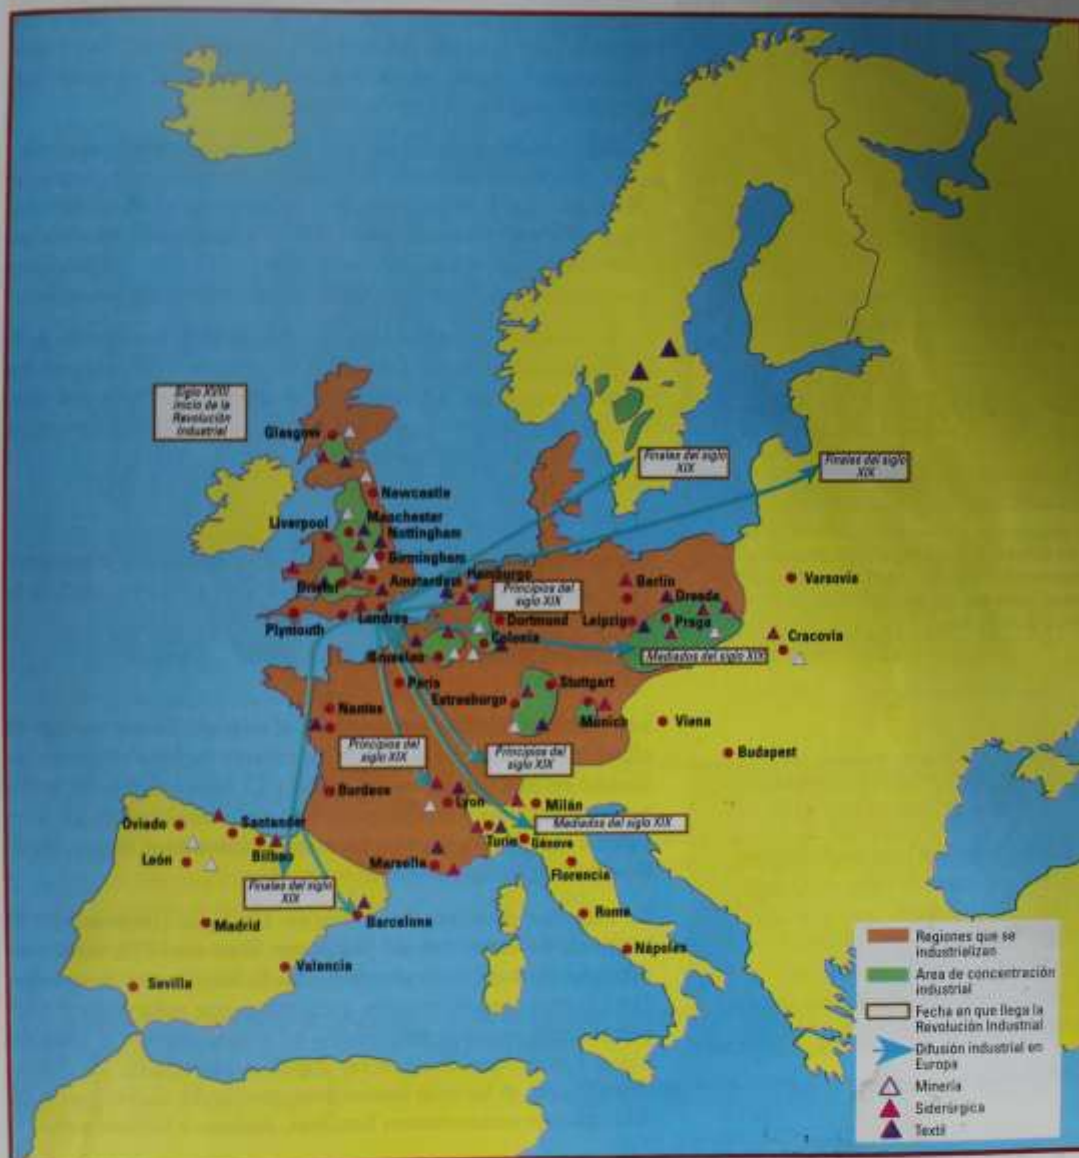 Siglo XVIII
inicio de la
Revolución
industrial
Glasgow
Newcastle
Manchester
Liverpool
Nottingham
Birmingham
Bristol
Amsterdam
Hamburgo
Plymouth
Londres
Finales del siglo
XIX
Finales del siglo
XIX
Principios del
siglo XIX
Berlín
Varsovia
Dresda
Dortmund
Leipzig
Praga
Colonia
Cracovia
Bruselas
Mediados del siglo XIX
París
Stuttgart
Estrasburgo
Nantes
Múnich
Viena
Principios del
siglo XIX
Principios del
siglo XIX
Budapest
Burdeos
Lyon
Milán
Mediados del siglo XIX
Oviedo
Santander
Turín
Génova
León
Bilbao
Marsella
Florencia
Finales del siglo
XIX
Madrid
Barcelona
Roma
Nápoles
Valencia
Sevilla
Regiones que se
industrializan
Area de concentración
industrial
Fecha en que llega la
Revolución Industrial
Difusión industrial en
Europa
Minería
Siderúrgica
Textil